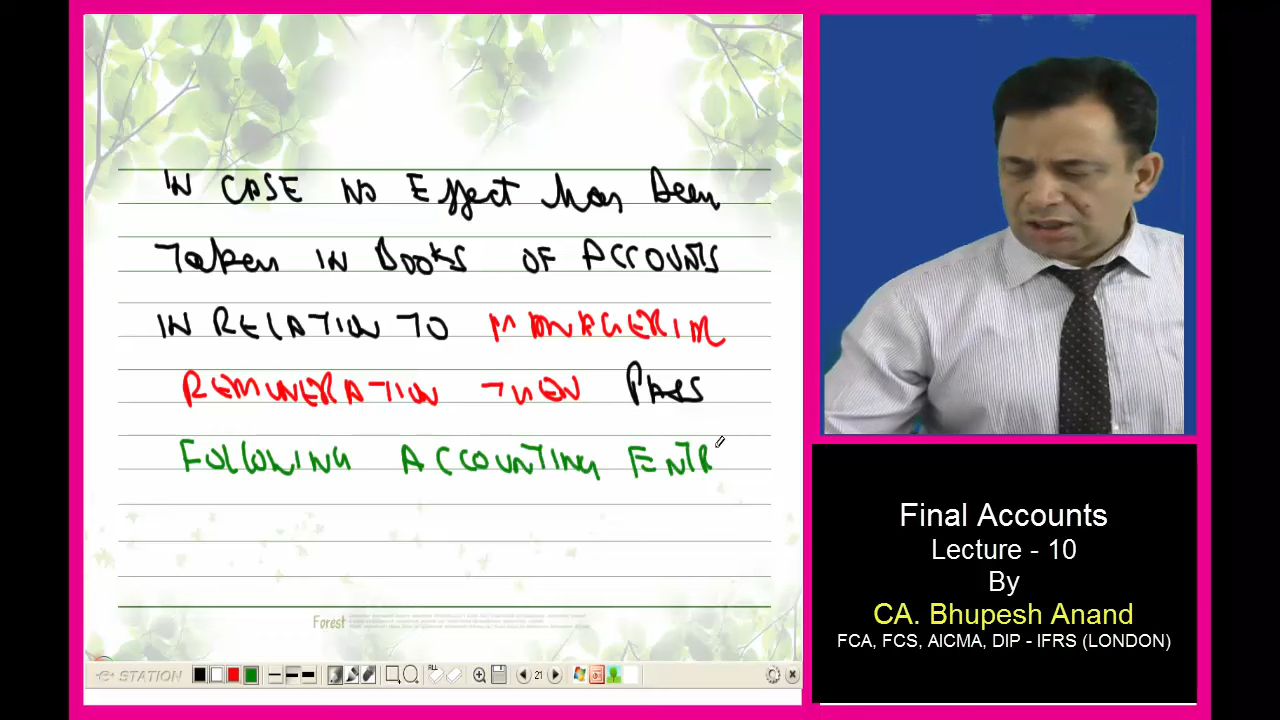 IN CASE NO Effect has Been
Taken IN Books OF ACCOUNTS
IN RELATION TO MANAGERIAL
REMUNERATION THEN PASS
FOLLOWING ACCOUNTING ENTR
Forest
e STATION
ALL
21
Final Accounts
Lecture - 10
By
CA. Bhupesh Anand
FCA, FCS, AICMA, DIP - IFRS (LONDON)